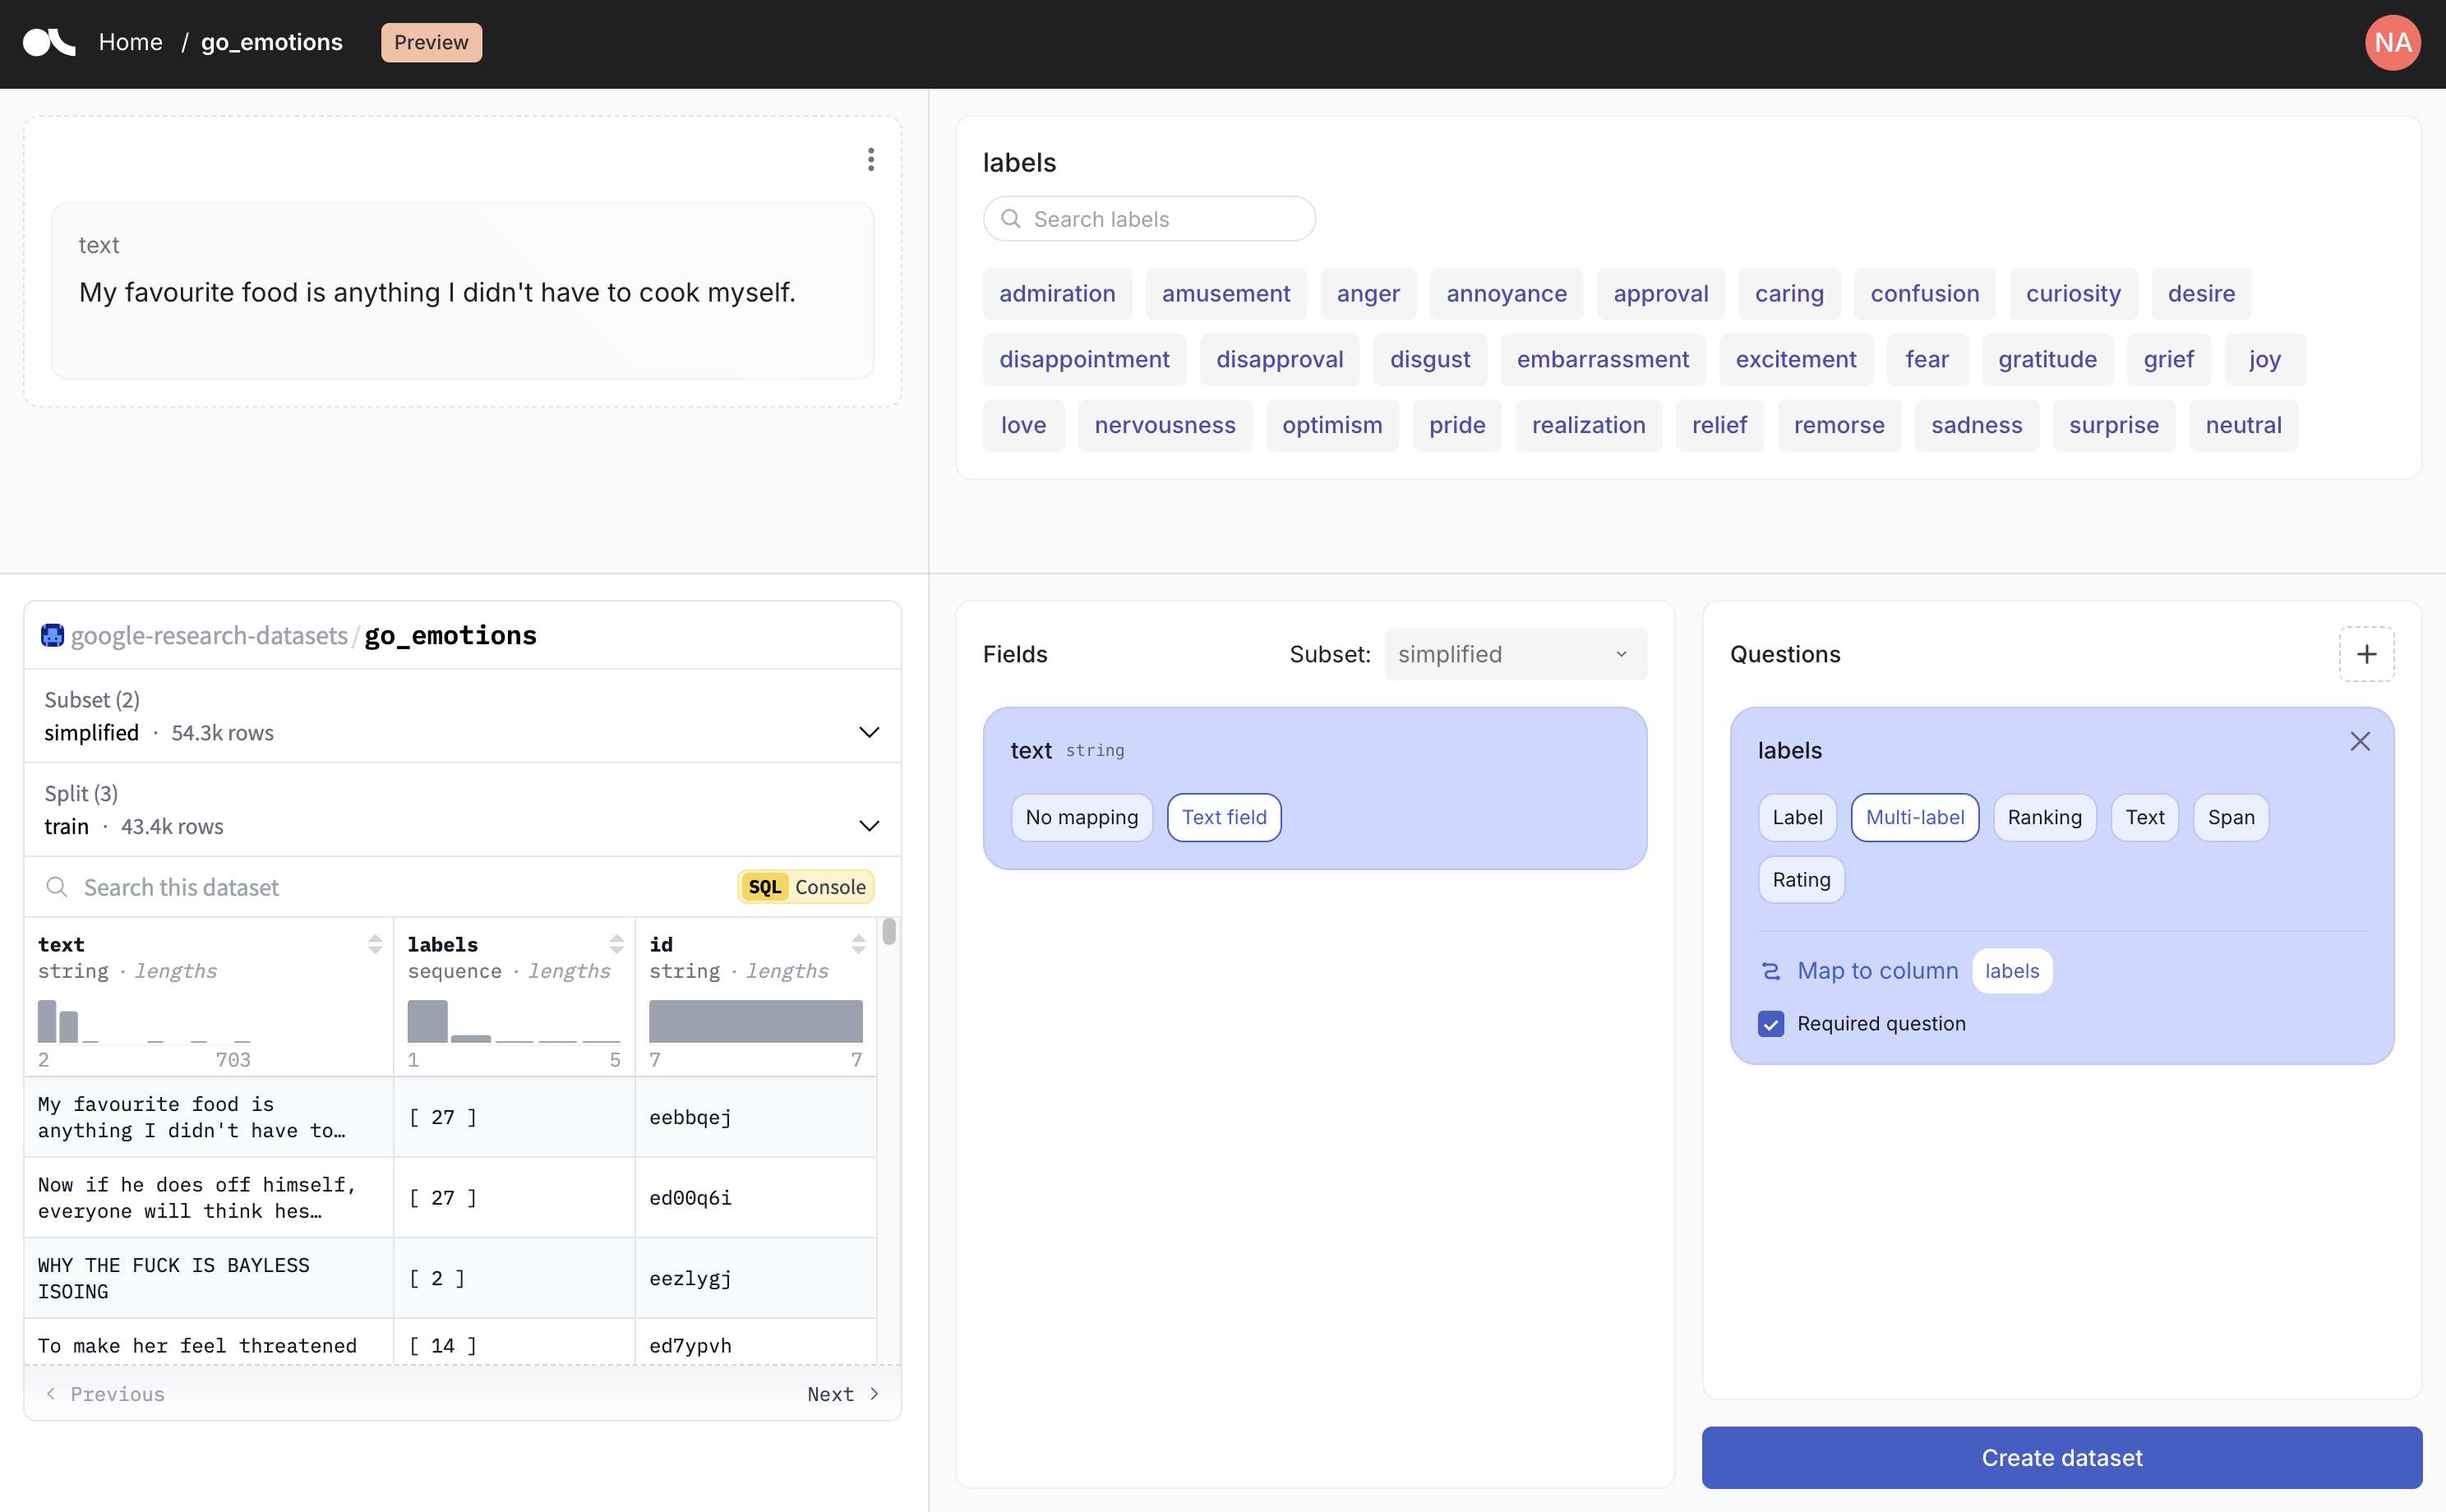 Home / go_emotions Preview NA
text
My favourite food is anything I didn't have to cook myself.
labels
Search labels
admiration amusement anger annoyance approval caring confusion curiosity desire
disappointment disapproval disgust embarrassment excitement fear gratitude grief joy
love nervousness optimism pride realization relief remorse sadness surprise neutral
google-research-datasets/go_emotions
Subset (2)
simplified · 54.3k rows
Split (3)
train · 43.4k rows
Search this dataset SQL Console
text labels id
string · lengths sequence · lengths string · lengths
2 703 1 5 7 7
My favourite food is
anything I didn't have to…
[ 27 ] eebbqej
Now if he does off himself,
everyone will think hes…
[ 27 ] ed00q6i
WHY THE FUCK IS BAYLESS
ISOING
[ 2 ] eezlygj
To make her feel threatened [ 14 ] ed7ypvh
Previous Next
Fields Subset: simplified
text string
No mapping Text field
Questions
labels
Label Multi-label Ranking Text Span
Rating
Map to column labels
Required question
Create dataset